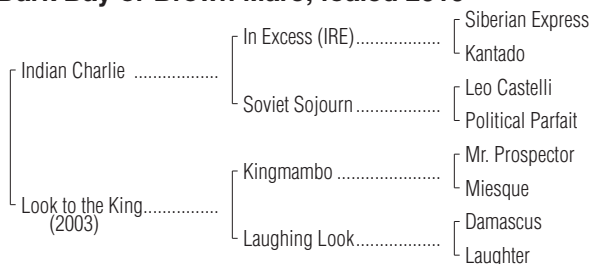 Dark Bay or Brown Mare; foaled 2010
Siberian Express
In Excess (IRE)..................
Kantado
Indian Charlie ..................
Leo Castelli
Soviet Sojourn..................
Political Parfait
Mr. Prospector
Kingmambo ..................
Miesque
Look to the King................
(2003)
Damascus
Laughing Look..................
Laughter